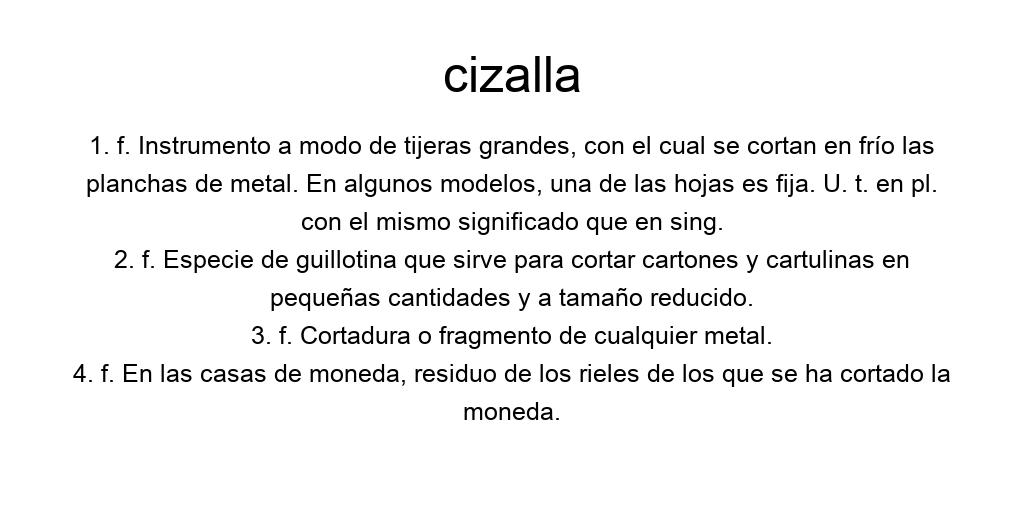 cizalla
1. f. Instrumento a modo de tijeras grandes, con el cual se cortan en frío las
planchas de metal. En algunos modelos, una de las hojas es fija. U. t. en pl.
con el mismo significado que en sing.
2. f. Especie de guillotina que sirve para cortar cartones y cartulinas en
pequeñas cantidades y a tamaño reducido.
3. f. Cortadura o fragmento de cualquier metal.
4. f. En las casas de moneda, residuo de los rieles de los que se ha cortado la
moneda.